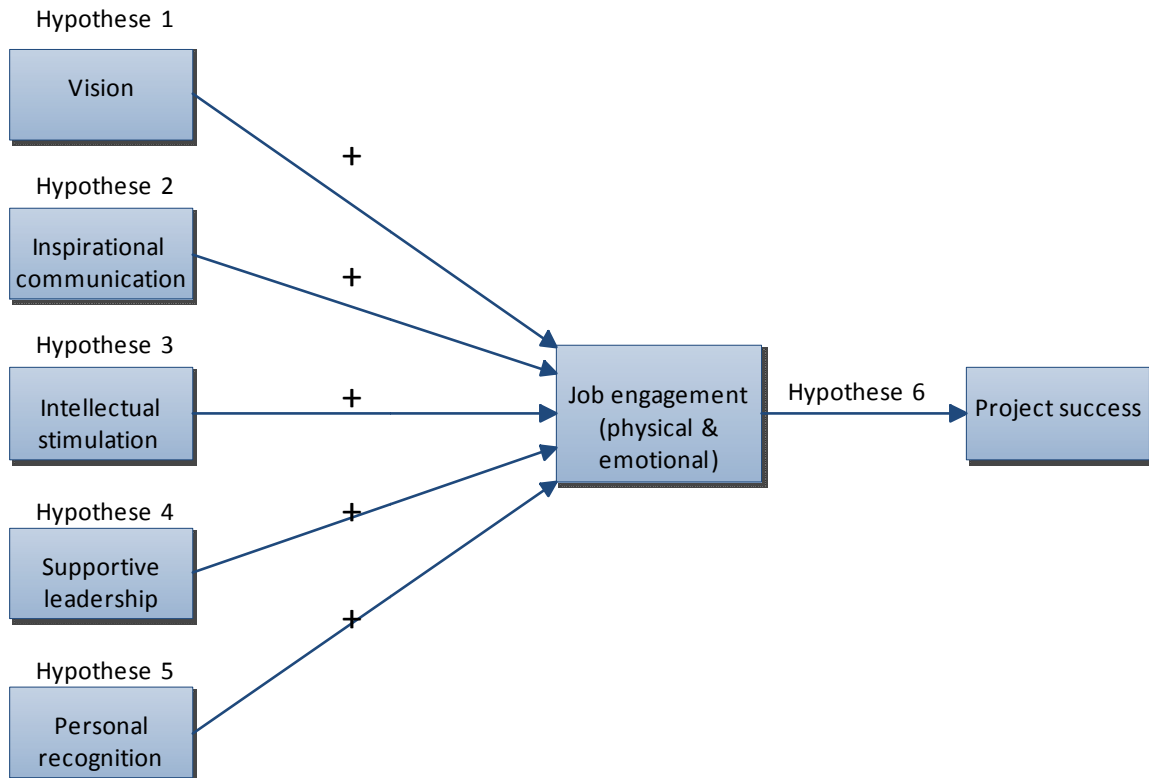 Hypothese 1
Vision
+
Hypothese 2
Inspirational
communication
+
Hypothese 3
Intellectual
stimulation
+
Hypothese 4
Supportive
leadership
+
Hypothese 5
Personal
recognition
+
Job engagement
(physical &
emotional)
Hypothese 6
Project success